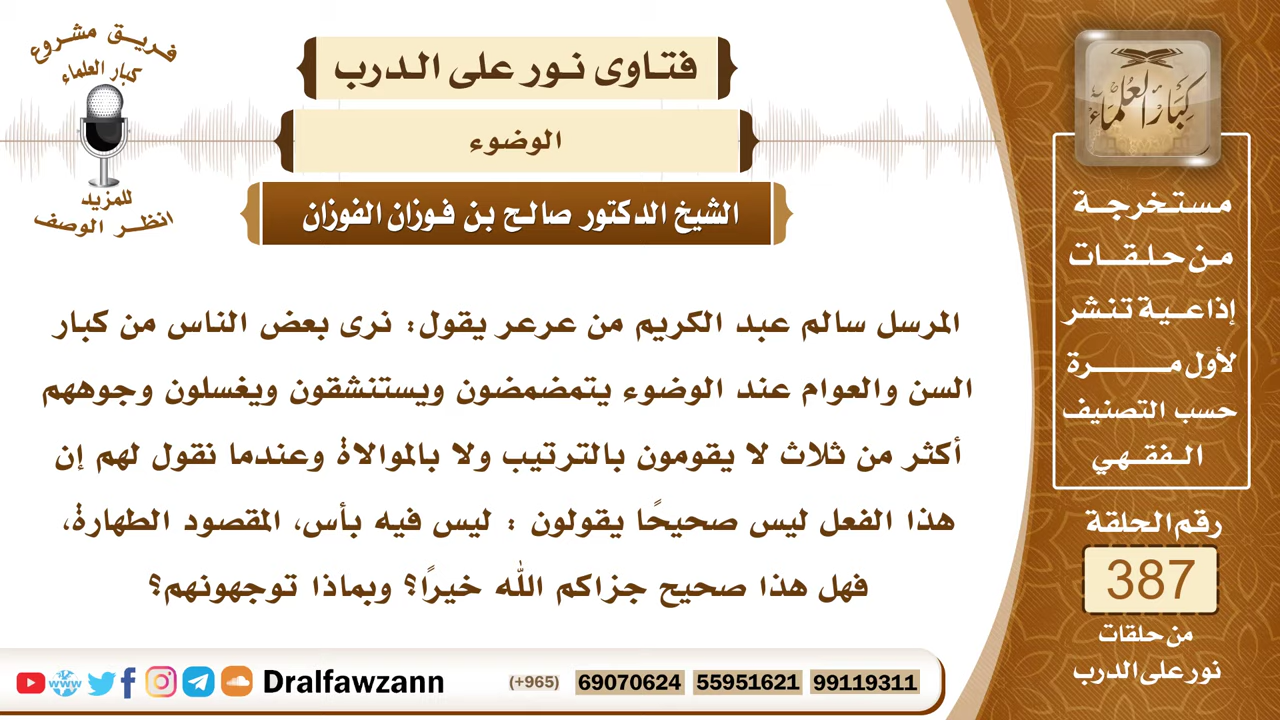 فريق مشروع
كبار العلماء
للمزيد
انظر الوصف
فتاوى نور على الدرب
الوضوء
الشيخ الدكتور صالح بن فوزان الفوزان
المرسل سالم عبد الكريم من عرعر يقول: نرى بعض الناس من كبار
السن والعوام عند الوضوء يتمضمضون ويستنشقون ويغسلون وجوههم
أكثر من ثلاث لا يقومون بالترتيب ولا بالموالاة وعندما نقول لهم إن
هذا الفعل ليس صحيحًا يقولون : ليس فيه بأس، المقصود الطهارة،
فهل هذا صحيح جزاكم الله خيرًا؟ وبماذا توجهونهم؟
كِبَارُ العُلَمَاء
مستخرجة
من حلقات
إذاعية تنشر
لأول مرة
حسب التصنيف
الفقهي
رقم الحلقة
387
من حلقات
نور على الدرب
www Dralfawzann (+965) 69070624 55951621 99119311